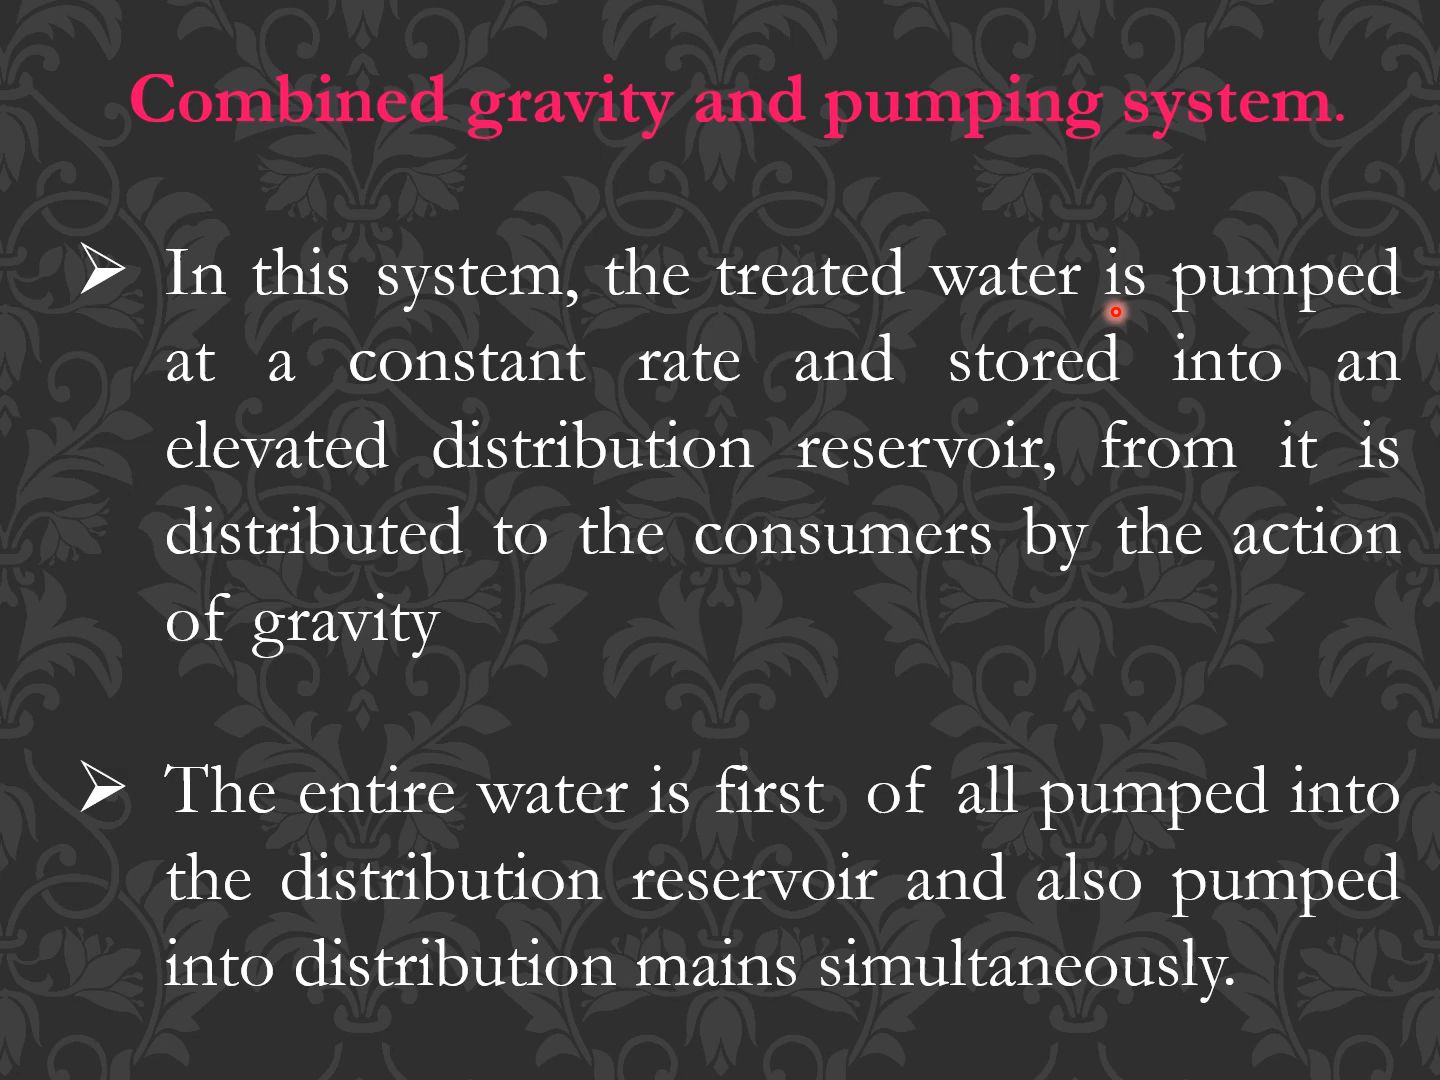 Combined gravity and pumping system.
In this system, the treated water is pumped
at a constant rate and stored into an
elevated distribution reservoir, from it is
distributed to the consumers by the action
of gravity
The entire water is first of all pumped into
the distribution reservoir and also pumped
into distribution mains simultaneously.